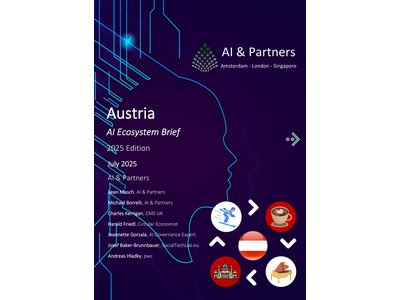 AI & Partners
Amsterdam - London - Singapore
Austria
AI Ecosystem Brief
2025 Edition
July 2025
AI & Partners
Sean Musch, AI & Partners
Michael Borrelli, AI & Partners
Charles Kerrigan, CMS UK
Harald Friedl, Circular Economist
Jeannette Gorzala, AI Governance Expert
Josef Baker-Brunnbauer, SocialTechLab.eu
Andreas Hladky, pwc